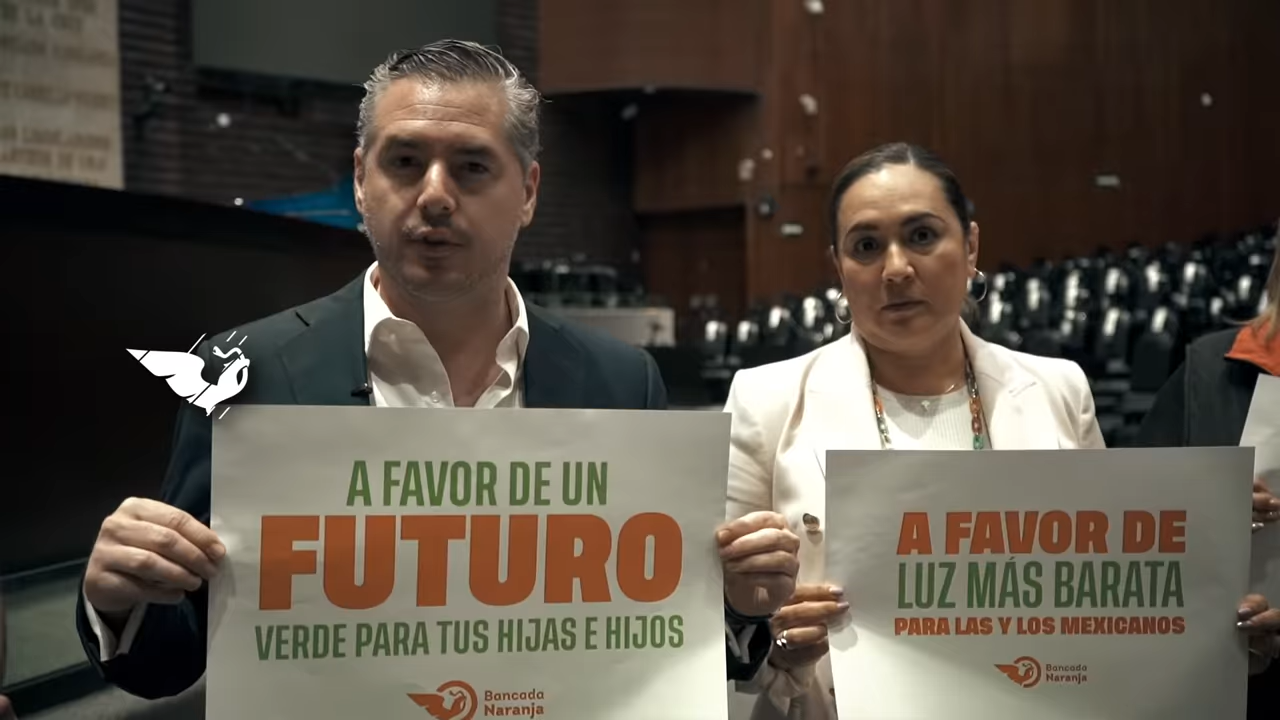 A FAVOR DE UN
FUTURO
VERDE PARA TUS HIJAS E HIJOS
Bancada
Naranja
A FAVOR DE
LUZ MÁS BARATA
PARA LAS Y LOS MEXICANOS
Bancada
Naranja